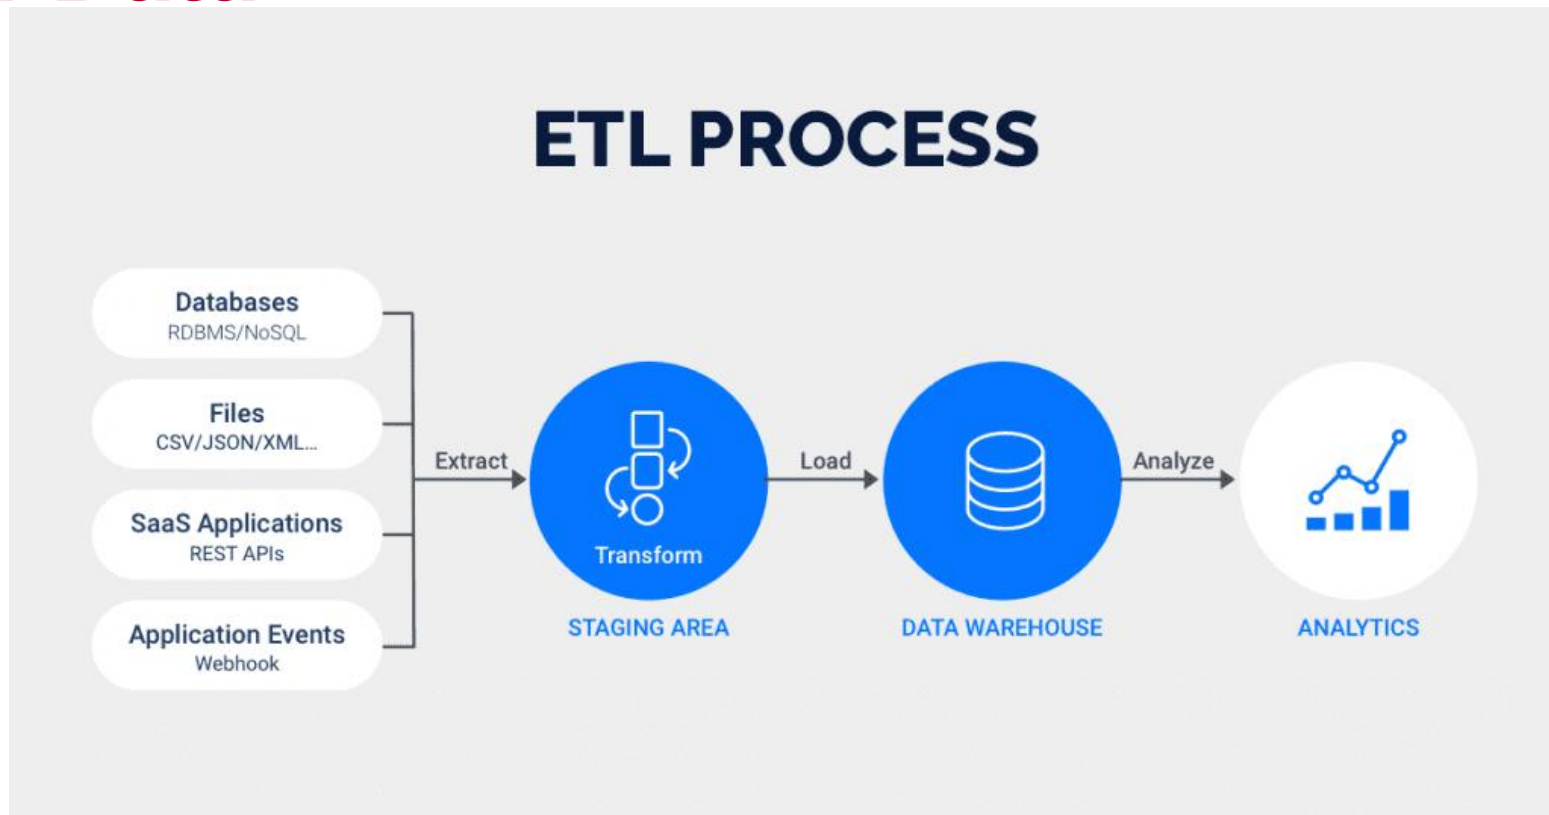 ETL PROCESS
Databases
RDBMS/NoSQL
Files
CSV/JSON/XML...
SaaS Applications
REST APIs
Application Events
Webhook
Extract
Transform
STAGING AREA
Load
DATA WAREHOUSE
Analyze
ANALYTICS